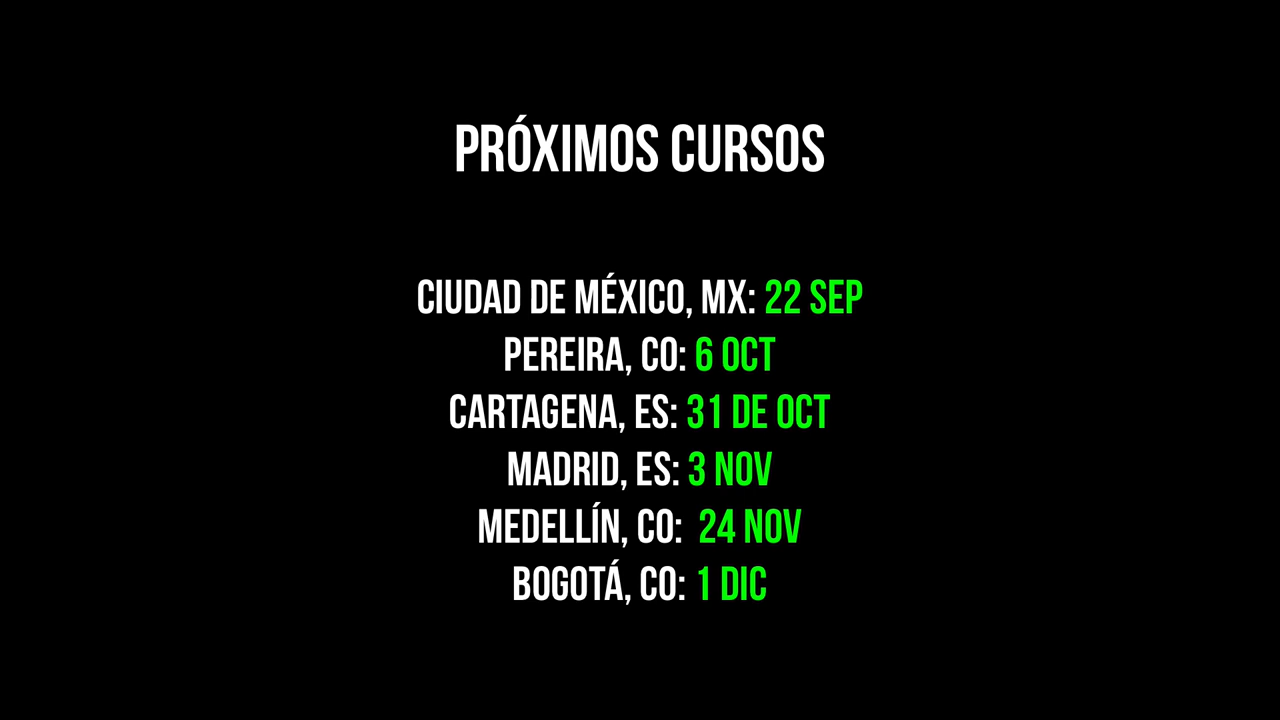 PRÓXIMOS CURSOS
CIUDAD DE MÉXICO, MX: 22 SEP
PEREIRA, CO: 6 OCT
CARTAGENA, ES: 31 DE OCT
MADRID, ES: 3 NOV
MEDELLÍN, CO: 24 NOV
BOGOTÁ, CO: 1 DIC